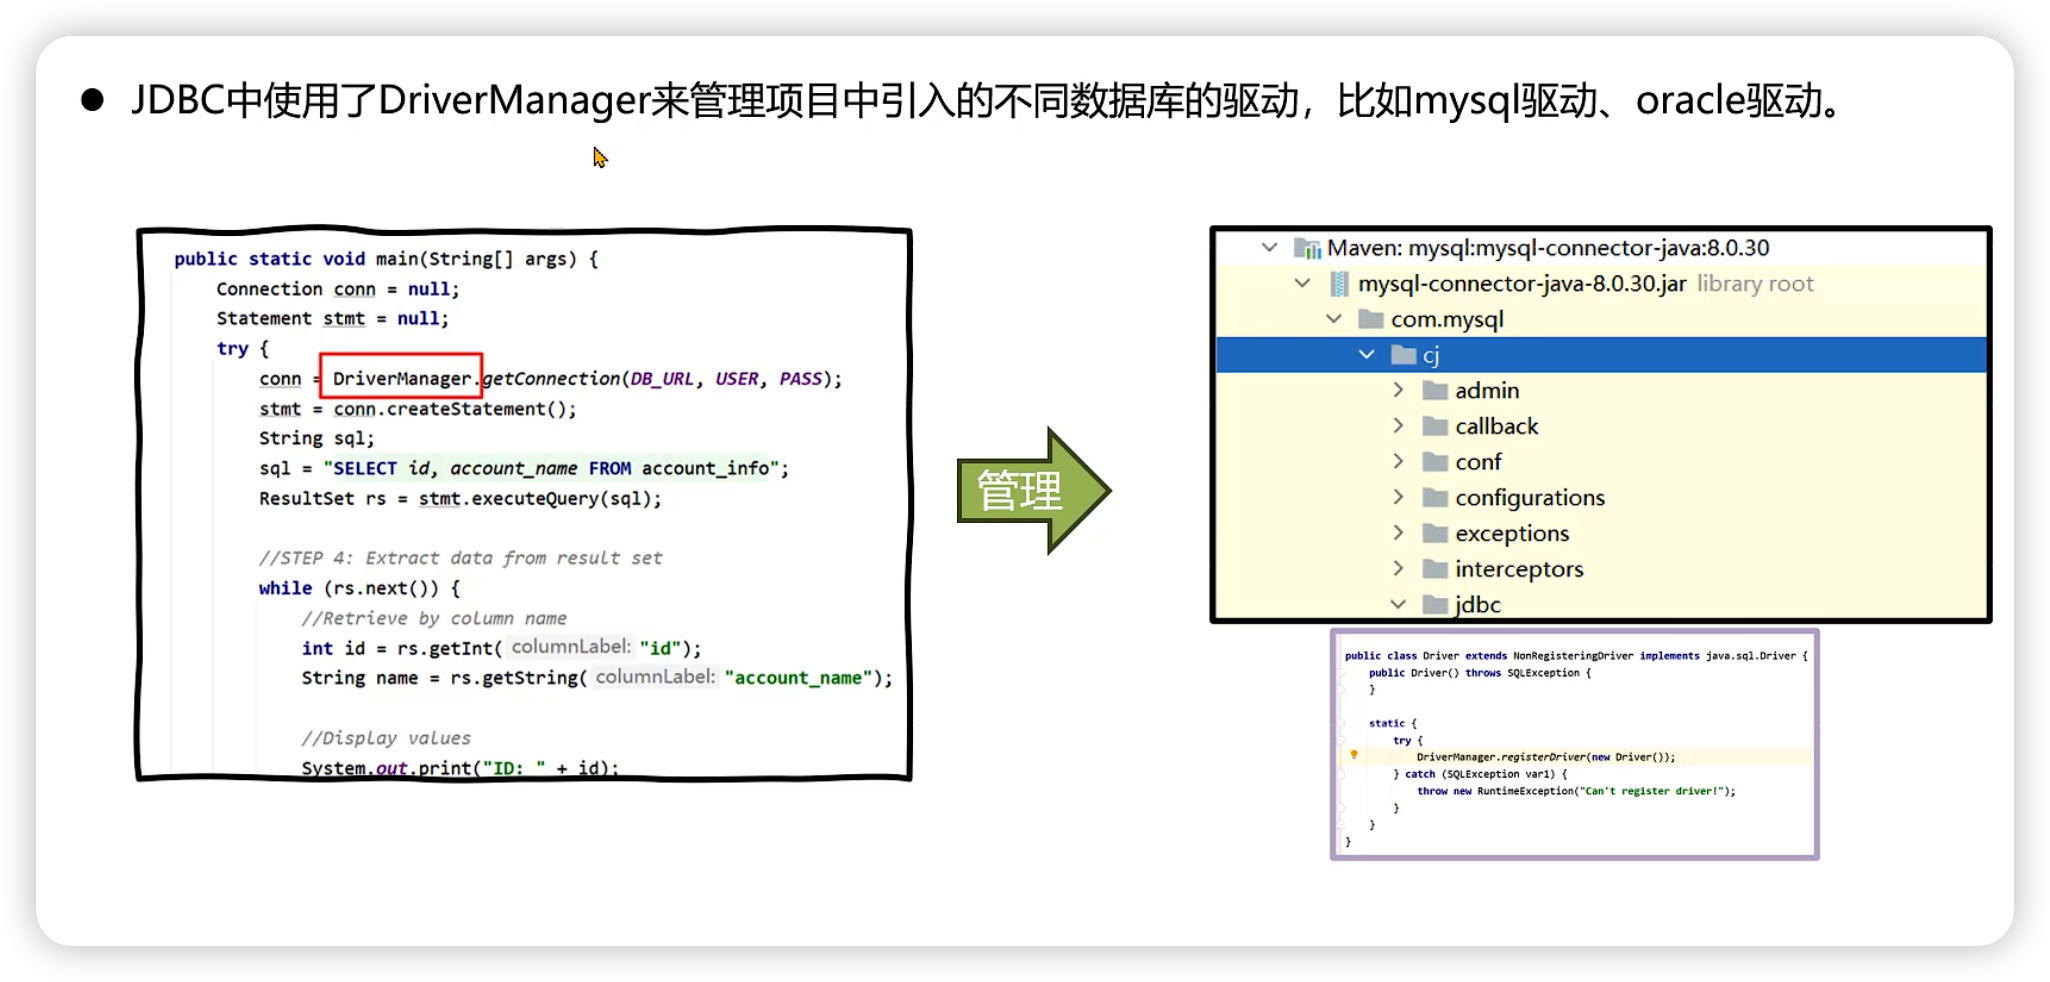 JDBC中使用了DriverManager来管理项目中引入的不同数据库的驱动，比如mysql驱动、oracle驱动。
public static void main(String[] args) {
Connection conn = null;
Statement stmt = null;
try {
conn = DriverManager.getConnection(DB_URL, USER, PASS);
stmt = conn.createStatement();
String sql;
sql = "SELECT id, account_name FROM account_info";
ResultSet rs = stmt.executeQuery(sql);
//STEP 4: Extract data from result set
while (rs.next()) {
//Retrieve by column name
int id = rs.getInt( columnLabel: "id");
String name = rs.getString( columnLabel: "account_name");
//Display values
System.out.print("ID: " + id);
管理
Maven: mysql:mysql-connector-java:8.0.30
mysql-connector-java-8.0.30.jar library root
com.mysql
cj
admin
callback
conf
configurations
exceptions
interceptors
jdbc
public class Driver extends NonRegisteringDriver implements java.sql.Driver {
public Driver() throws SQLException {
}
static {
try {
DriverManager.registerDriver(new Driver());
} catch (SQLException var1) {
throw new RuntimeException("Can't register driver!");
}
}
}